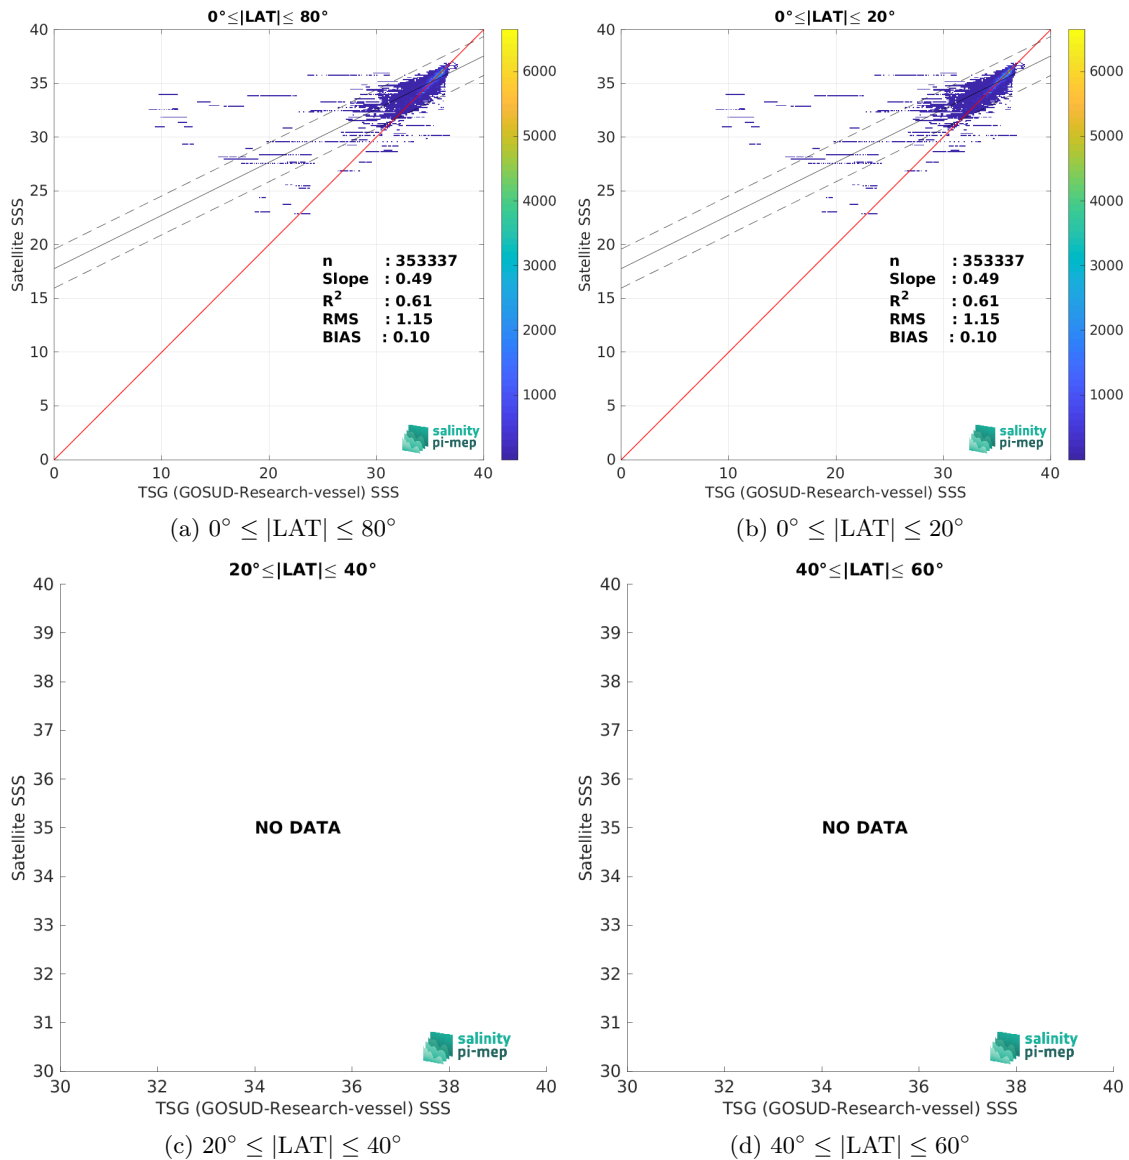 0°≤|LAT|≤ 80°
40
35
30
25
20
15
10
5
0
Satellite SSS
n : 353337
Slope : 0.49
R² : 0.61
RMS : 1.15
BIAS : 0.10
salinity
pi-mep
0 10 20 30 40
TSG (GOSUD-Research-vessel) SSS
6000
5000
4000
3000
2000
1000
(a) 0° ≤ |LAT| ≤ 80°
0°≤|LAT|≤ 20°
40
35
30
25
20
15
10
5
0
Satellite SSS
n : 353337
Slope : 0.49
R² : 0.61
RMS : 1.15
BIAS : 0.10
salinity
pi-mep
0 10 20 30 40
TSG (GOSUD-Research-vessel) SSS
6000
5000
4000
3000
2000
1000
(b) 0° ≤ |LAT| ≤ 20°
20°≤|LAT|≤ 40°
40
39
38
37
36
35
34
33
32
31
30
Satellite SSS
NO DATA
salinity
pi-mep
30 32 34 36 38 40
TSG (GOSUD-Research-vessel) SSS
(c) 20° ≤ |LAT| ≤ 40°
40°≤|LAT|≤ 60°
40
39
38
37
36
35
34
33
32
31
30
Satellite SSS
NO DATA
salinity
pi-mep
30 32 34 36 38 40
TSG (GOSUD-Research-vessel) SSS
(d) 40° ≤ |LAT| ≤ 60°